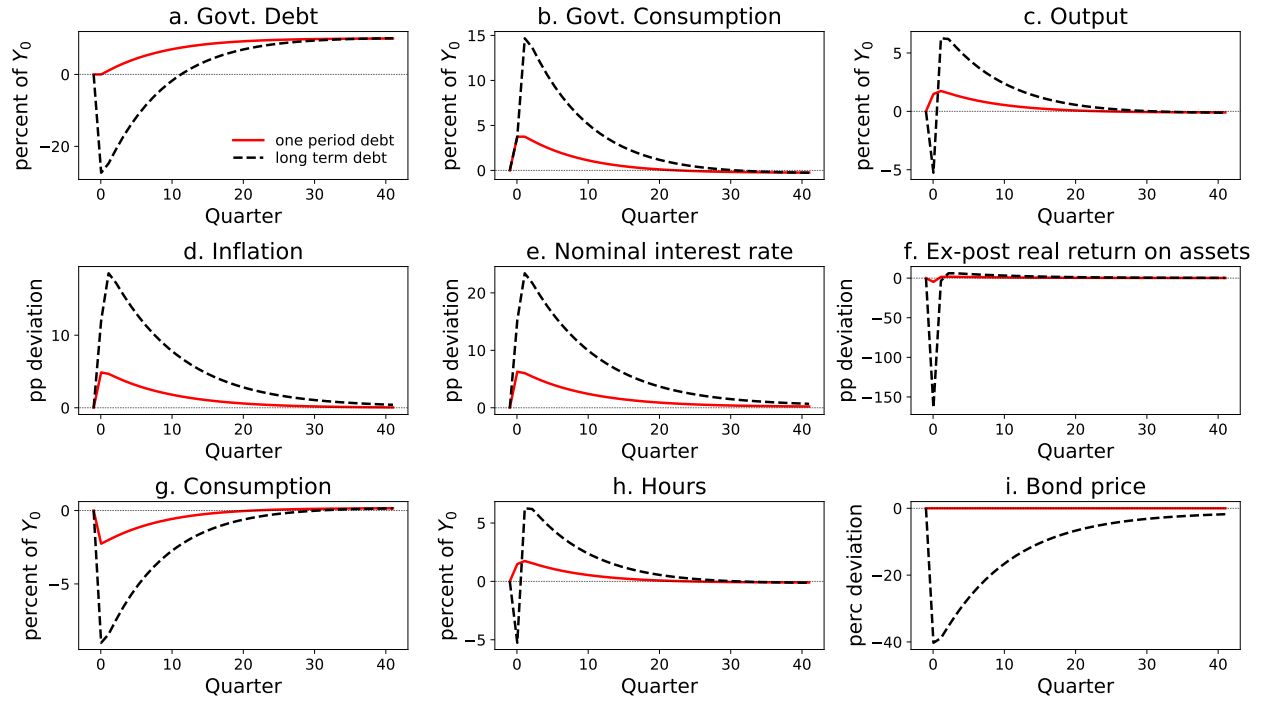 a. Govt. Debt
percent of Y0
0
−20
one period debt
long term debt
0 10 20 30 40
Quarter
b. Govt. Consumption
percent of Y0
15
10
5
0
0 10 20 30 40
Quarter
c. Output
percent of Y0
5
0
−5
0 10 20 30 40
Quarter
d. Inflation
pp deviation
10
0
0 10 20 30 40
Quarter
e. Nominal interest rate
pp deviation
20
10
0
0 10 20 30 40
Quarter
f. Ex-post real return on assets
pp deviation
0
−50
−100
−150
0 10 20 30 40
Quarter
g. Consumption
percent of Y0
0
−5
0 10 20 30 40
Quarter
h. Hours
percent of Y0
5
0
−5
0 10 20 30 40
Quarter
i. Bond price
perc deviation
0
−20
−40
0 10 20 30 40
Quarter